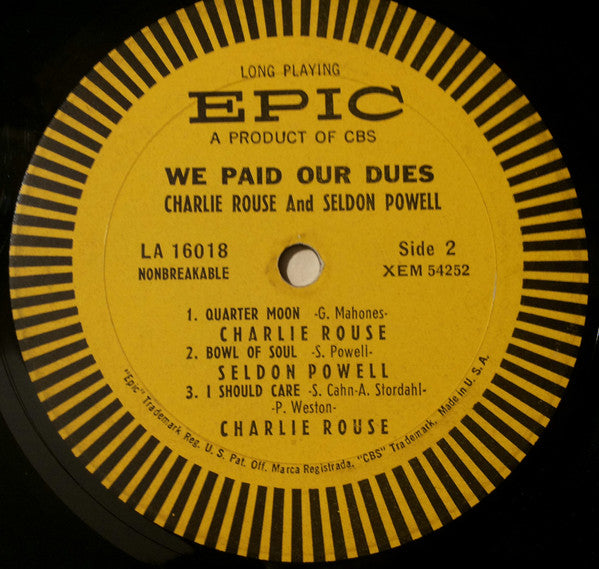 LONG PLAYING
EPIC
A PRODUCT OF CBS
WE PAID OUR DUES
CHARLIE ROUSE And SELDON POWELL
LA 16018
NONBREAKABLE
Side 2
XEM 54252
1. QUARTER MOON -G. Mahones-
CHARLIE ROUSE
2. BOWL OF SOUL -S. Powell-
SELDON POWELL
3. I SHOULD CARE -S. Cahn-A. Stordahl-
-P. Weston-
CHARLIE ROUSE
"Epic" Trademark Reg. U. S. Pat. Off. Marca Registrada, "CBS" Trademark, Made in U. S. A.